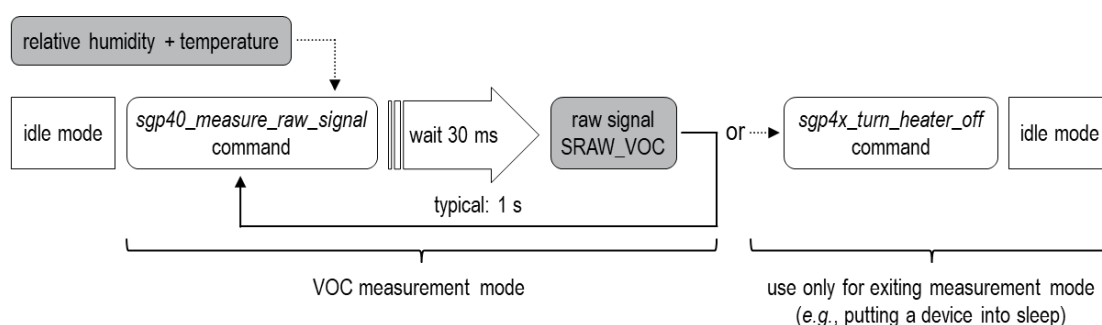 relative humidity + temperature
idle mode
sgp40_measure_raw_signal
command
wait 30 ms
raw signal
SRAW_VOC
or
sgp4x_turn_heater_off
command
idle mode
typical: 1 s
VOC measurement mode
use only for exiting measurement mode
(e.g., putting a device into sleep)